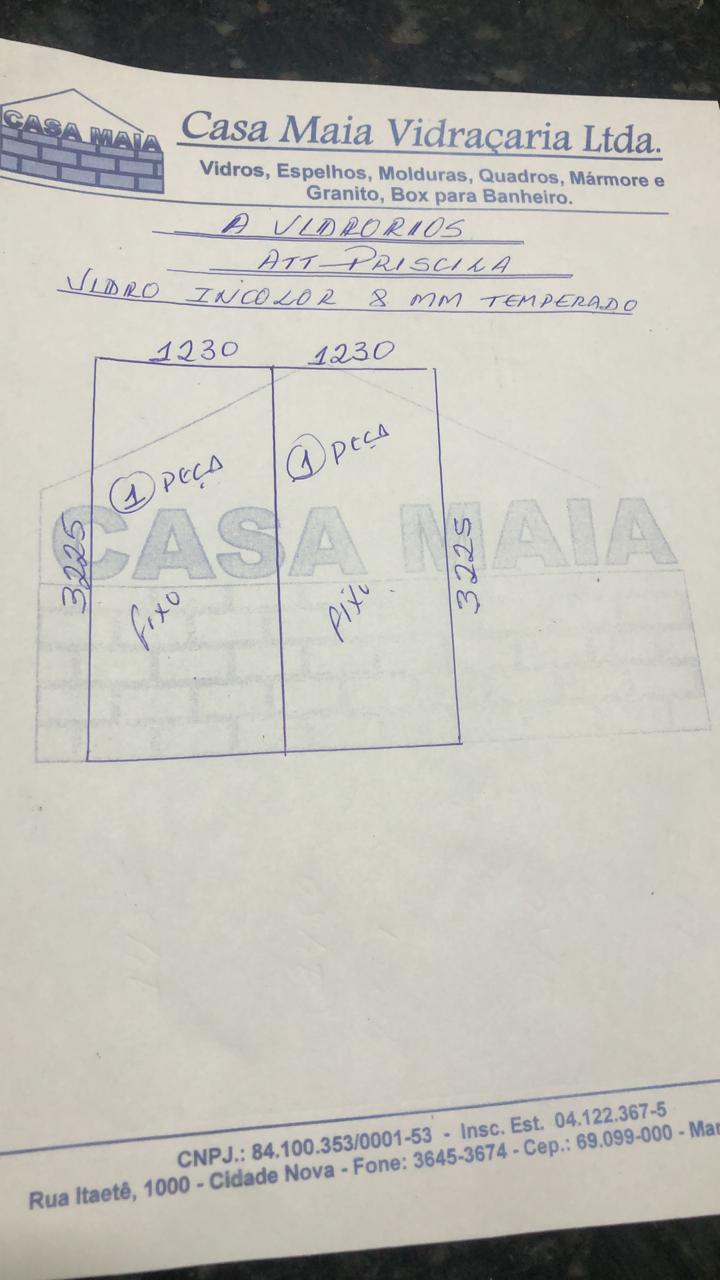 CASA MAIA
Casa Maia Vidraçaria Ltda.
Vidros, Espelhos, Molduras, Quadros, Mármore e
Granito, Box para Banheiro.
A VIDRORIOS
ATT PRISCILA
VIDRO INCOLOR 8 MM TEMPERADO
1230 1230
1 PEÇA 1 PEÇA
CASA MAIA
3225 3225
fixo fixo
CNPJ.: 84.100.353/0001-53 - Insc. Est. 04.122.367-5
Rua Itaetê, 1000 - Cidade Nova - Fone: 3645-3674 - Cep.: 69.099-000 - Mar